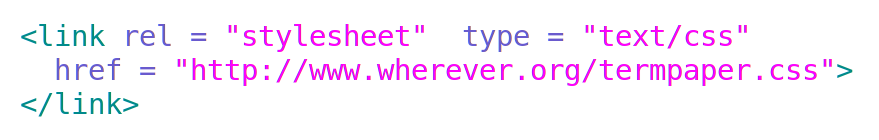 <link rel = "stylesheet"  type = "text/css"
  href = "http://www.wherever.org/termpaper.css">
</link>